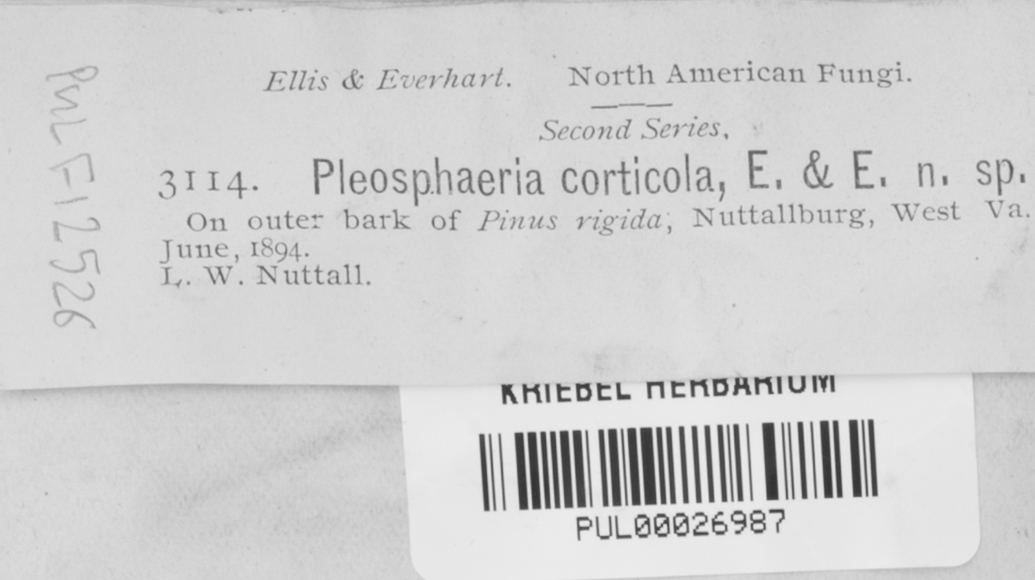 Ellis & Everhart. North American Fungi.
Second Series,
3114. Pleosphaeria corticola, E. & E. n. sp.
On outer bark of Pinus rigida, Nuttallburg, West Va.
June, 1894.
L. W. Nuttall.
PUL F12526
KRIEBEL HERBARIUM
PUL00026987